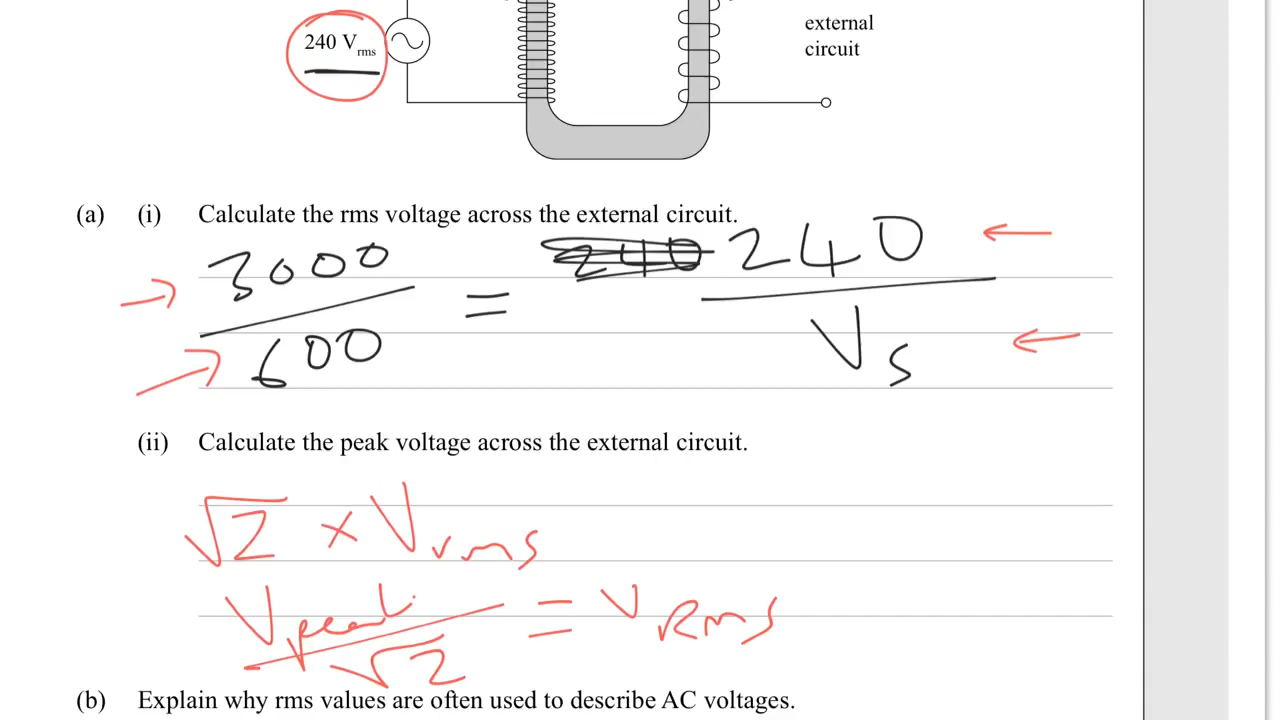 external
240 Vrms
circuit
(a) (i) Calculate the rms voltage across the external circuit.
3000 = 240 240
600 Vs
(ii) Calculate the peak voltage across the external circuit.
√2 × Vrms
Vpeak = VRms
√2
(b) Explain why rms values are often used to describe AC voltages.